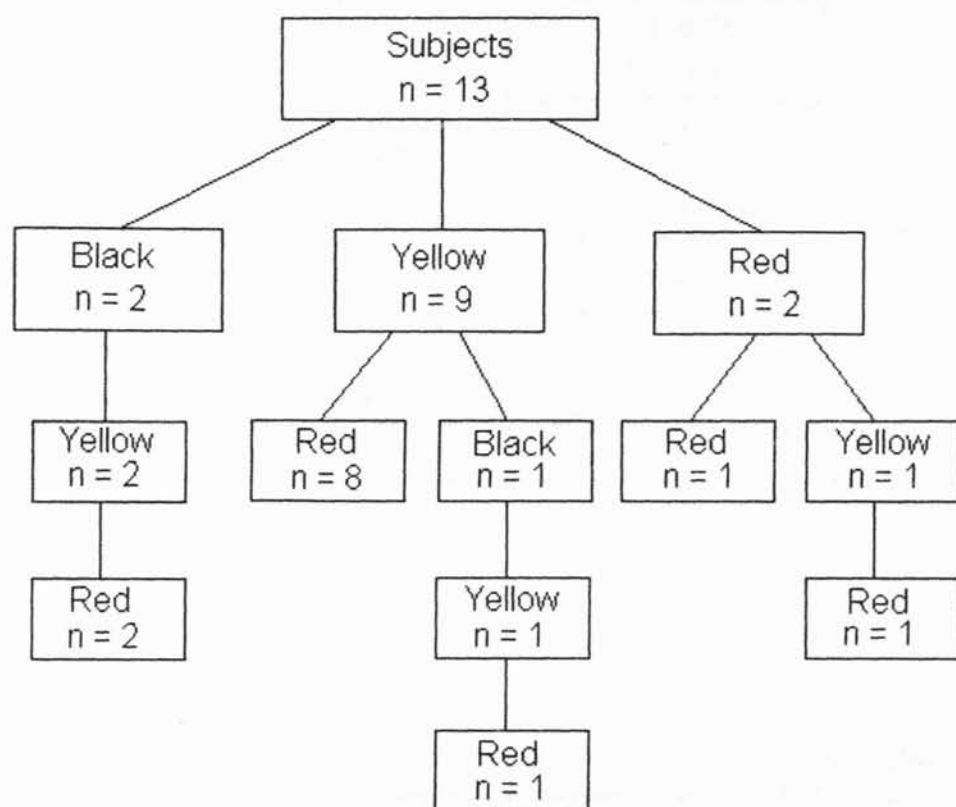 Subjects
n = 13
Black
n = 2
Yellow
n = 9
Red
n = 2
Yellow
n = 2
Red
n = 8
Black
n = 1
Red
n = 1
Yellow
n = 1
Red
n = 2
Yellow
n = 1
Red
n = 1
Red
n = 1